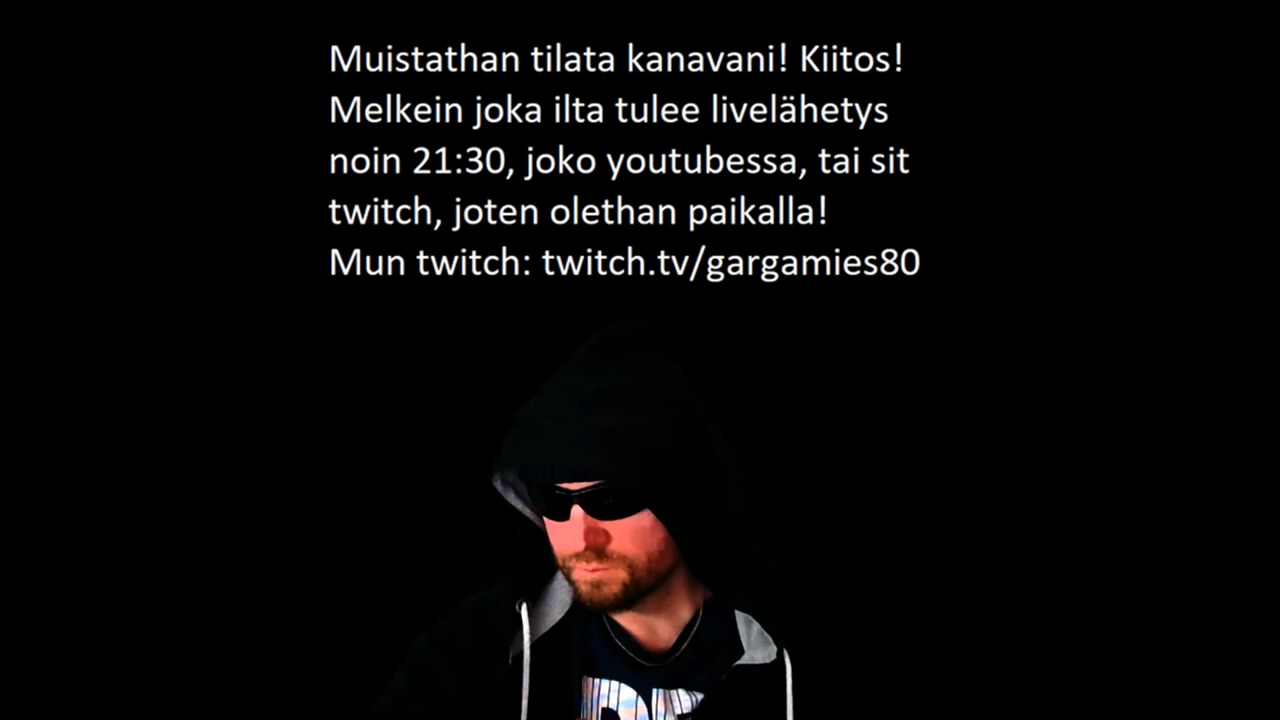 Muistathan tilata kanavani! Kiitos!
Melkein joka ilta tulee livelähetys
noin 21:30, joko youtubessa, tai sit
twitch, joten olethan paikalla!
Mun twitch: twitch.tv/gargamies80